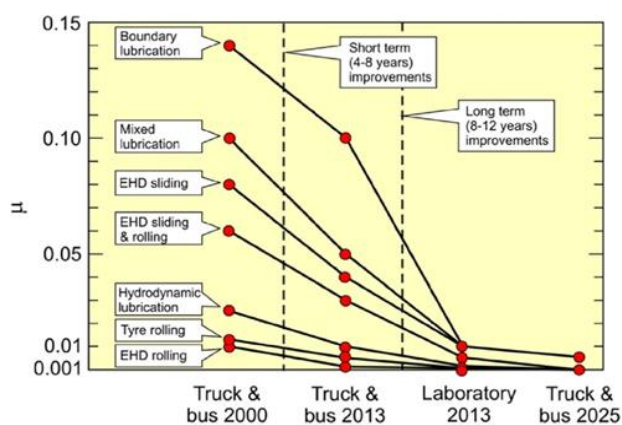 0.15
0.10
0.05
0.01
0.001
μ
Boundary
lubrication
Mixed
lubrication
EHD sliding
EHD sliding
& rolling
Hydrodynamic
lubrication
Tyre rolling
EHD rolling
Short term
(4-8 years)
improvements
Long term
(8-12 years)
improvements
Truck &
bus 2000
Truck &
bus 2013
Laboratory
2013
Truck &
bus 2025